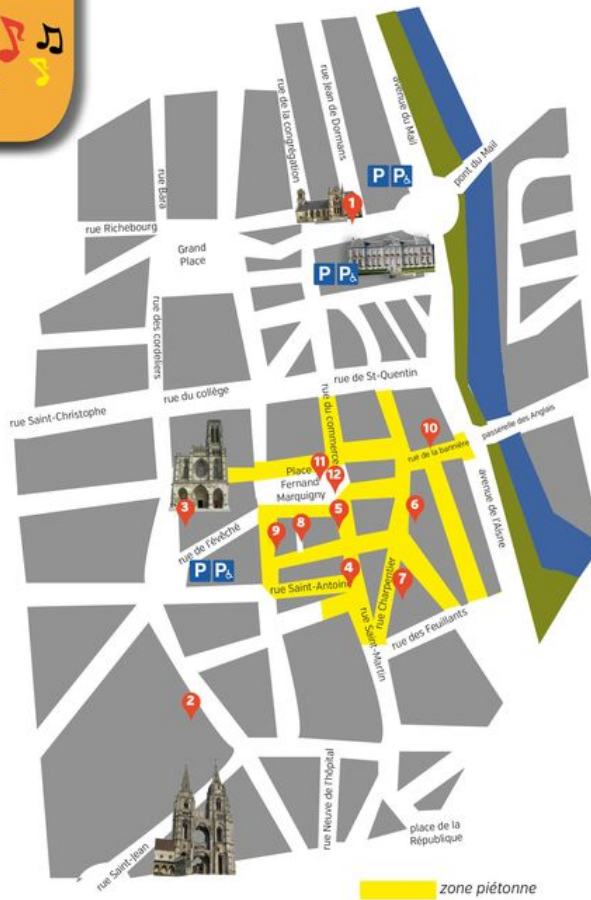 rue de la congrégation
rue Jean de Dormans
avenue du Mail
pont du Mail
P P
1
rue Bara
rue Richebourg
Grand
Place
P P
rue des cordeliers
rue de St-Quentin
rue du collège
rue Saint-Christophe
rue du commerce
10
passerelle des Anglais
rue de la bannière
11
Place
Fernand
Marquigny
12
avenue de l'Aisne
3
5
6
9
8
rue de l'évêché
P P
4
7
rue Saint-Antoine
rue Charpentier
rue Saint-Martin
rue des Feuillants
2
rue Neuve de l'hôpital
place de la
République
rue Saint-Jean
zone piétonne